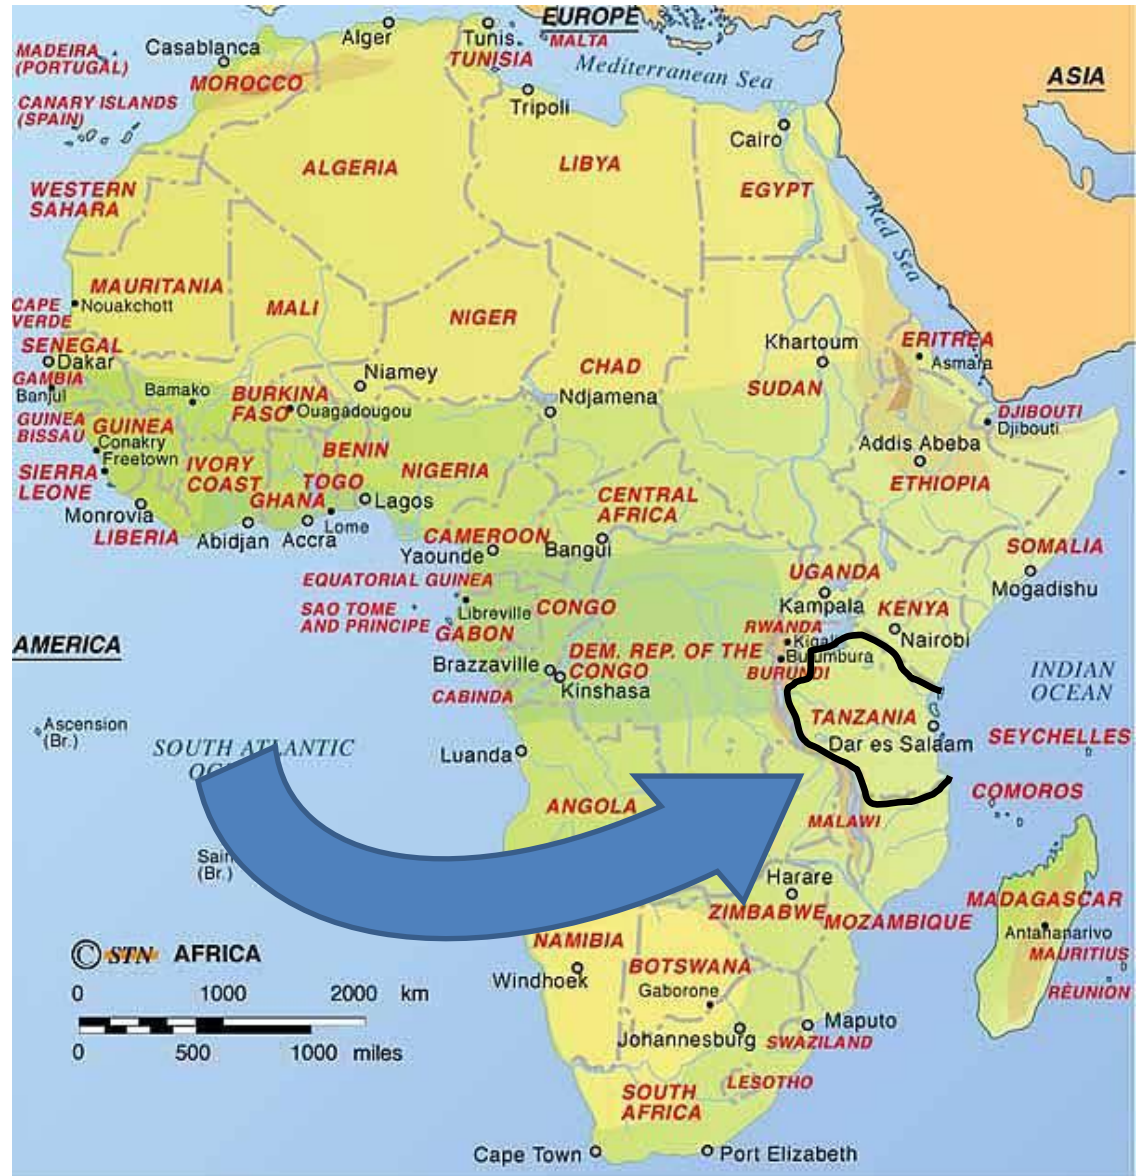 EUROPE
MADEIRA
(PORTUGAL)
Casablanca
Alger
Tunis
MALTA
TUNISIA
Mediterranean Sea
ASIA
MOROCCO
CANARY ISLANDS
(SPAIN)
Tripoli
Cairo
ALGERIA
LIBYA
EGYPT
WESTERN
SAHARA
Red Sea
MAURITANIA
Nouakchott
MALI
NIGER
CAPE
VERDE
SENEGAL
Dakar
Niamey
CHAD
Khartoum
ERITREA
Asmara
GAMBIA
Banjul
Bamako
BURKINA
FASO
Ouagadougou
Ndjamena
SUDAN
DJIBOUTI
Djibouti
GUINEA
BISSAU
GUINEA
Conakry
Freetown
BENIN
Addis Abeba
SIERRA
LEONE
IVORY
COAST
TOGO
NIGERIA
ETHIOPIA
GHANA
Lagos
CENTRAL
AFRICA
Monrovia
LIBERIA
Abidjan
Accra
Lome
CAMEROON
Yaounde
Bangui
SOMALIA
Mogadishu
EQUATORIAL GUINEA
UGANDA
Kampala
SAO TOME
AND PRINCIPE
Libreville
CONGO
KENYA
GABON
RWANDA
Nairobi
AMERICA
DEM. REP. OF THE
CONGO
Bujumbura
BURUNDI
Brazzaville
Kinshasa
CABINDA
INDIAN
OCEAN
Ascension
(Br.)
TANZANIA
Dar es Salaam
SEYCHELLES
SOUTH ATLANTIC
Luanda
COMOROS
ANGOLA
MALAWI
(Br.)
Harare
ZIMBABWE
MOZAMBIQUE
MADAGASCAR
Antananarivo
MAURITIUS
RÈUNION
© STN AFRICA
NAMIBIA
Windhoek
BOTSWANA
Gaborone
0 1000 2000 km
0 500 1000 miles
Johannesburg
Maputo
SWAZILAND
LESOTHO
SOUTH
AFRICA
Cape Town
Port Elizabeth